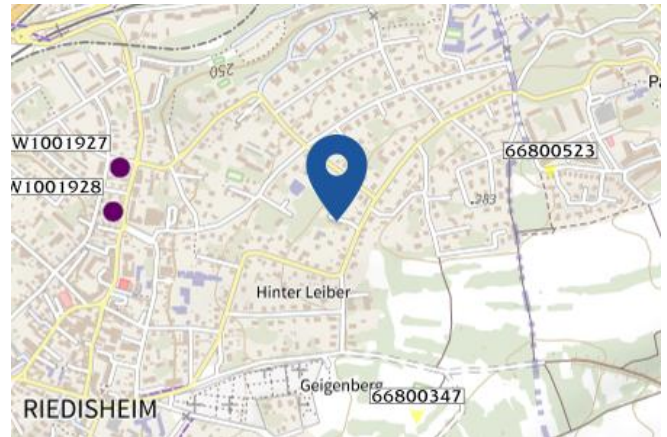 250
W1001927
66800523
W1001928
283
Hinter Leiber
Geigenberg
66800347
RIEDISHEIM